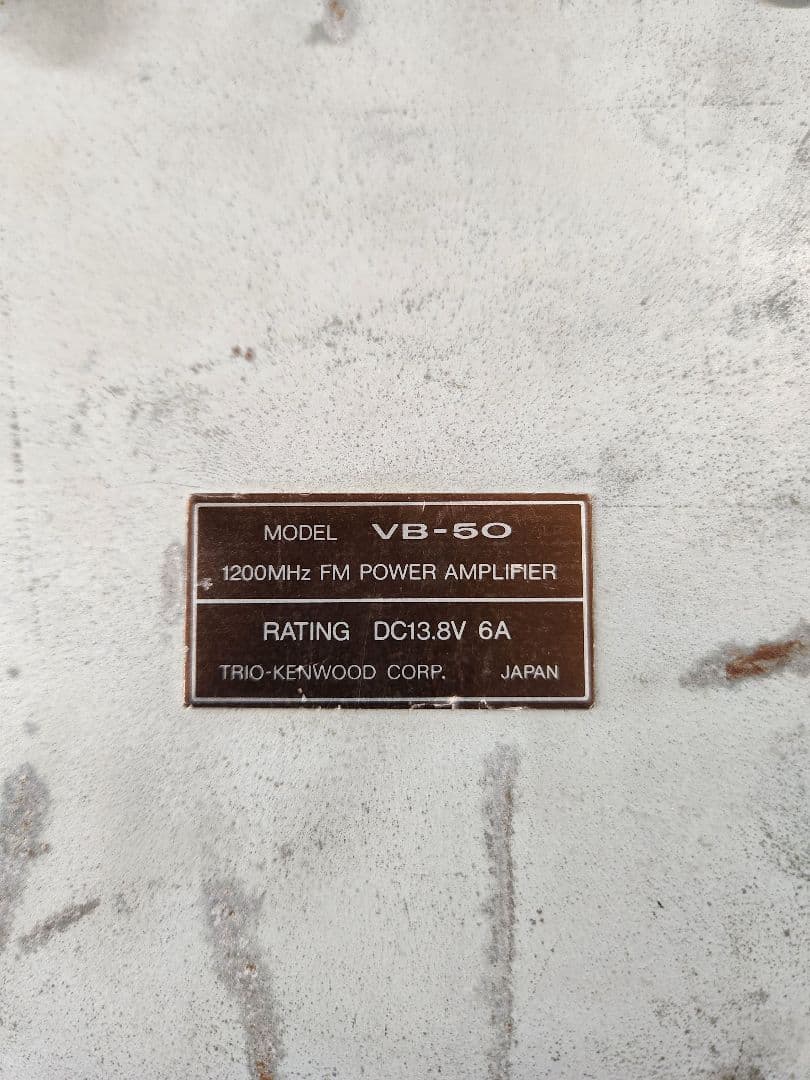 MODEL VB-50
1200MHz FM POWER AMPLIFIER
RATING DC13.8V 6A
TRIO-KENWOOD CORP. JAPAN